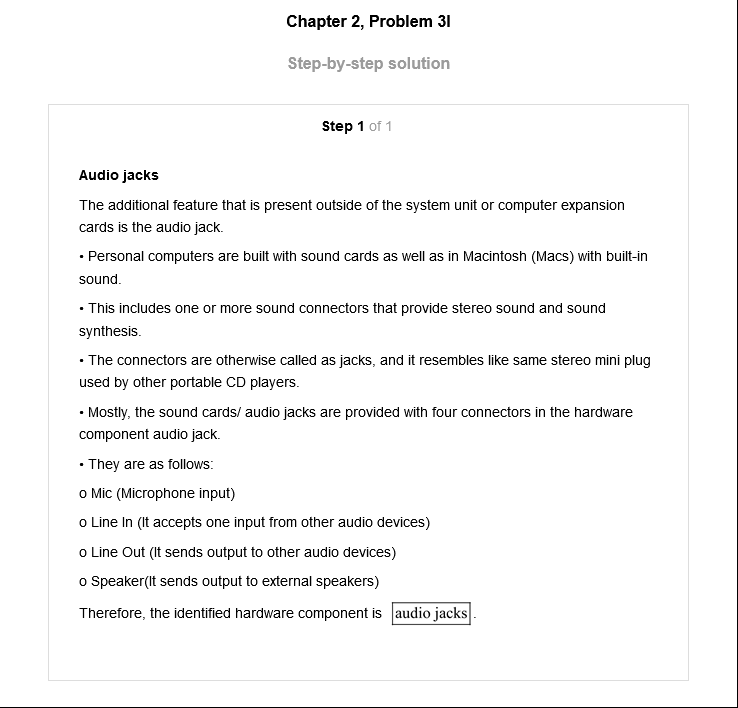 Chapter 2, Problem 3I
Step-by-step solution
Step 1 of 1
Audio jacks
The additional feature that is present outside of the system unit or computer expansion
cards is the audio jack.
• Personal computers are built with sound cards as well as in Macintosh (Macs) with built-in
sound.
• This includes one or more sound connectors that provide stereo sound and sound
synthesis.
• The connectors are otherwise called as jacks, and it resembles like same stereo mini plug
used by other portable CD players.
• Mostly, the sound cards/ audio jacks are provided with four connectors in the hardware
component audio jack.
• They are as follows:
o Mic (Microphone input)
o Line In (It accepts one input from other audio devices)
o Line Out (It sends output to other audio devices)
o Speaker(It sends output to external speakers)
Therefore, the identified hardware component is audio jacks.